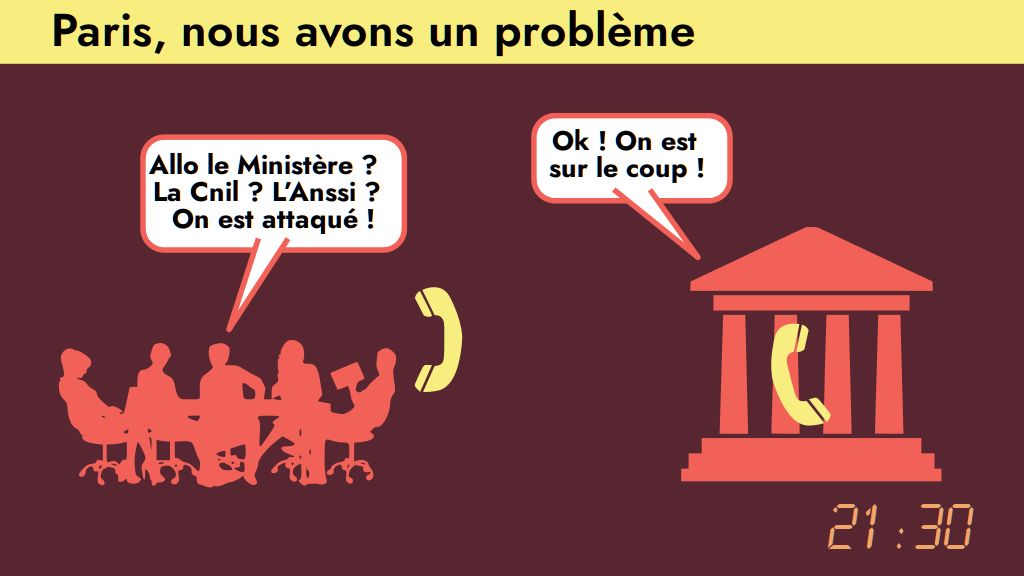 Paris, nous avons un problème
Allo le Ministère ?
La Cnil ? L’Anssi ?
On est attaqué !
Ok ! On est
sur le coup !
21:30